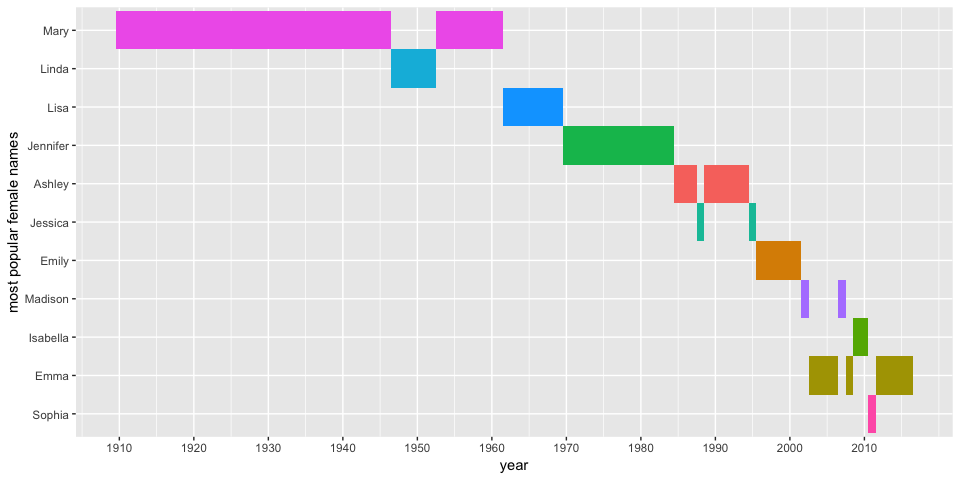 Mary
Linda
Lisa
Jennifer
Ashley
Jessica
Emily
Madison
Isabella
Emma
Sophia
most popular female names
1910 1920 1930 1940 1950 1960 1970 1980 1990 2000 2010
year